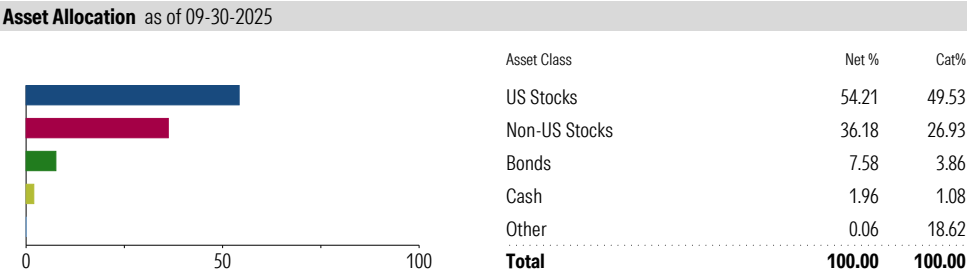 Asset Allocation as of 09-30-2025
Asset Class Net % Cat%
US Stocks 54.21 49.53
Non-US Stocks 36.18 26.93
Bonds 7.58 3.86
Cash 1.96 1.08
Other 0.06 18.62
Total 100.00 100.00
0 50 100